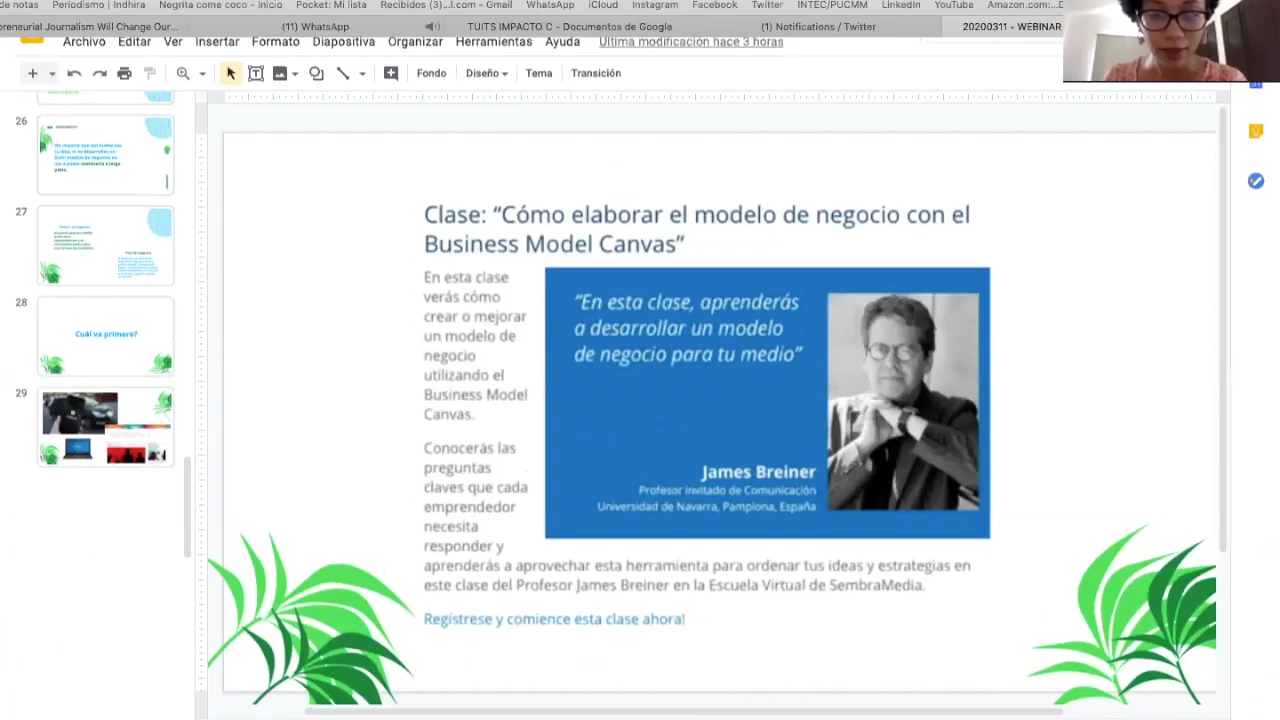 de notas Periodismo | Indhira Negrita como coco - Inicio Pocket: Mi lista Recibidos (3)...l.com - Gmail WhatsApp iCloud Instagram Facebook Twitter INTEC/PUCMM LinkedIn YouTube Amazon.com:
preneurial Journalism Will Change Our... (11) WhatsApp TUITS IMPACTO C - Documentos de Google (1) Notifications / Twitter 20200311 - WEBINAR
Archivo Editar Ver Insertar Formato Diapositiva Organizar Herramientas Ayuda Última modificación hace 3 horas
Fondo Diseño Tema Transición
26
27
28
Cuál va primero?
29
Clase: “Cómo elaborar el modelo de negocio con el
Business Model Canvas”
En esta clase
verás cómo
crear o mejorar
un modelo de
negocio
utilizando el
Business Model
Canvas.
Conocerás las
preguntas
claves que cada
emprendedor
necesita
responder y
aprenderás a aprovechar esta herramienta para ordenar tus ideas y estrategias en
este clase del Profesor James Breiner en la Escuela Virtual de SembraMedia.
Regístrese y comience esta clase ahora!
”En esta clase, aprenderás
a desarrollar un modelo
de negocio para tu medio”
James Breiner
Profesor invitado de Comunicación
Universidad de Navarra, Pamplona, España